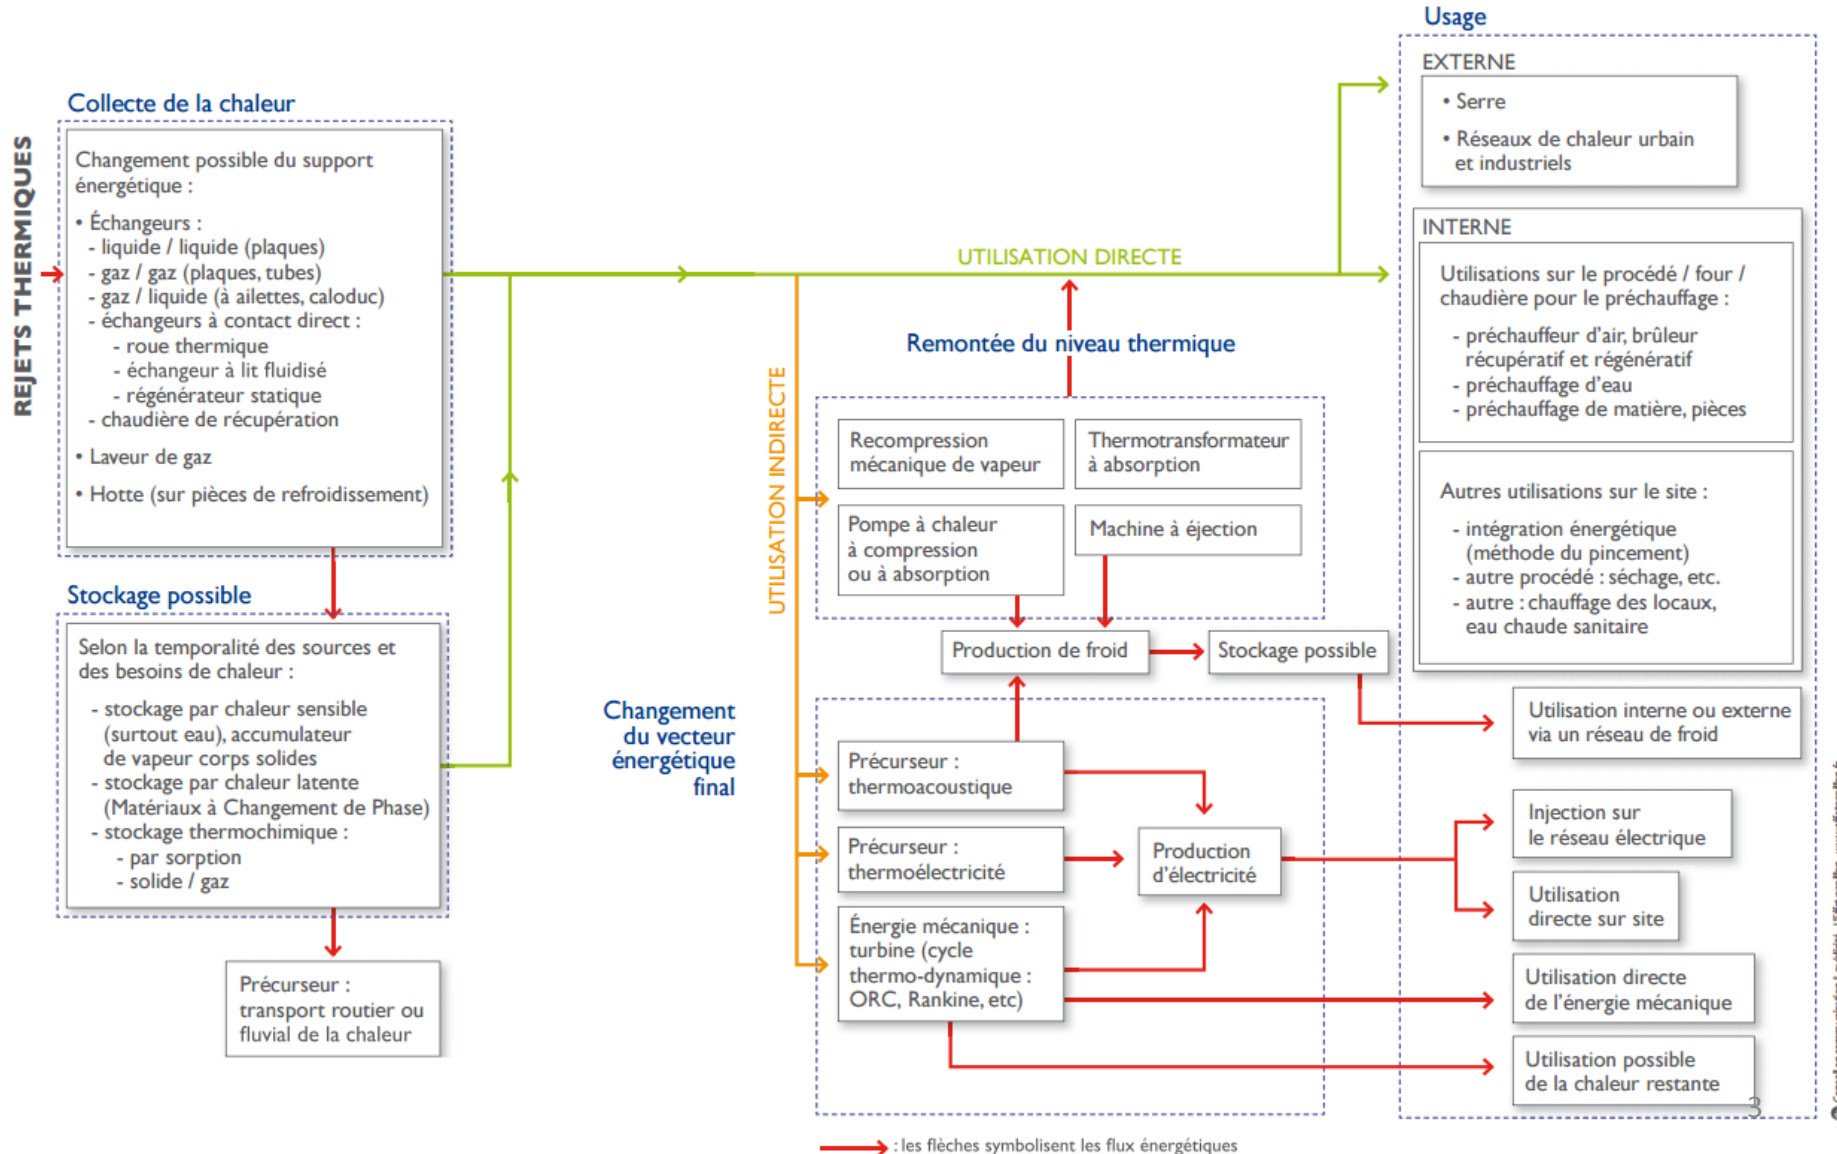 REJETS THERMIQUES
Collecte de la chaleur
Changement possible du support
énergétique :
• Échangeurs :
- liquide / liquide (plaques)
- gaz / gaz (plaques, tubes)
- gaz / liquide (à ailettes, caloduc)
- échangeurs à contact direct :
- roue thermique
- échangeur à lit fluidisé
- régénérateur statique
- chaudière de récupération
• Laveur de gaz
• Hotte (sur pièces de refroidissement)
Stockage possible
Selon la temporalité des sources et
des besoins de chaleur :
- stockage par chaleur sensible
(surtout eau), accumulateur
de vapeur corps solides
- stockage par chaleur latente
(Matériaux à Changement de Phase)
- stockage thermochimique :
- par sorption
- solide / gaz
Précurseur :
transport routier ou
fluvial de la chaleur
UTILISATION DIRECTE
UTILISATION INDIRECTE
Remontée du niveau thermique
Recompression
mécanique de vapeur
Thermotransformateur
à absorption
Pompe à chaleur
à compression
ou à absorption
Machine à éjection
Production de froid
Stockage possible
Changement
du vecteur
énergétique
final
Précurseur :
thermoacoustique
Précurseur :
thermoélectricité
Énergie mécanique :
turbine (cycle
thermo-dynamique :
ORC, Rankine, etc)
Production
d'électricité
Usage
EXTERNE
• Serre
• Réseaux de chaleur urbain
et industriels
INTERNE
Utilisations sur le procédé / four /
chaudière pour le préchauffage :
- préchauffeur d'air, brûleur
récupératif et régénératif
- préchauffage d'eau
- préchauffage de matière, pièces
Autres utilisations sur le site :
- intégration énergétique
(méthode du pincement)
- autre procédé : séchage, etc.
- autre : chauffage des locaux,
eau chaude sanitaire
Utilisation interne ou externe
via un réseau de froid
Injection sur
le réseau électrique
Utilisation
directe sur site
Utilisation directe
de l'énergie mécanique
Utilisation possible
de la chaleur restante
3
: les flèches symbolisent les flux énergétiques